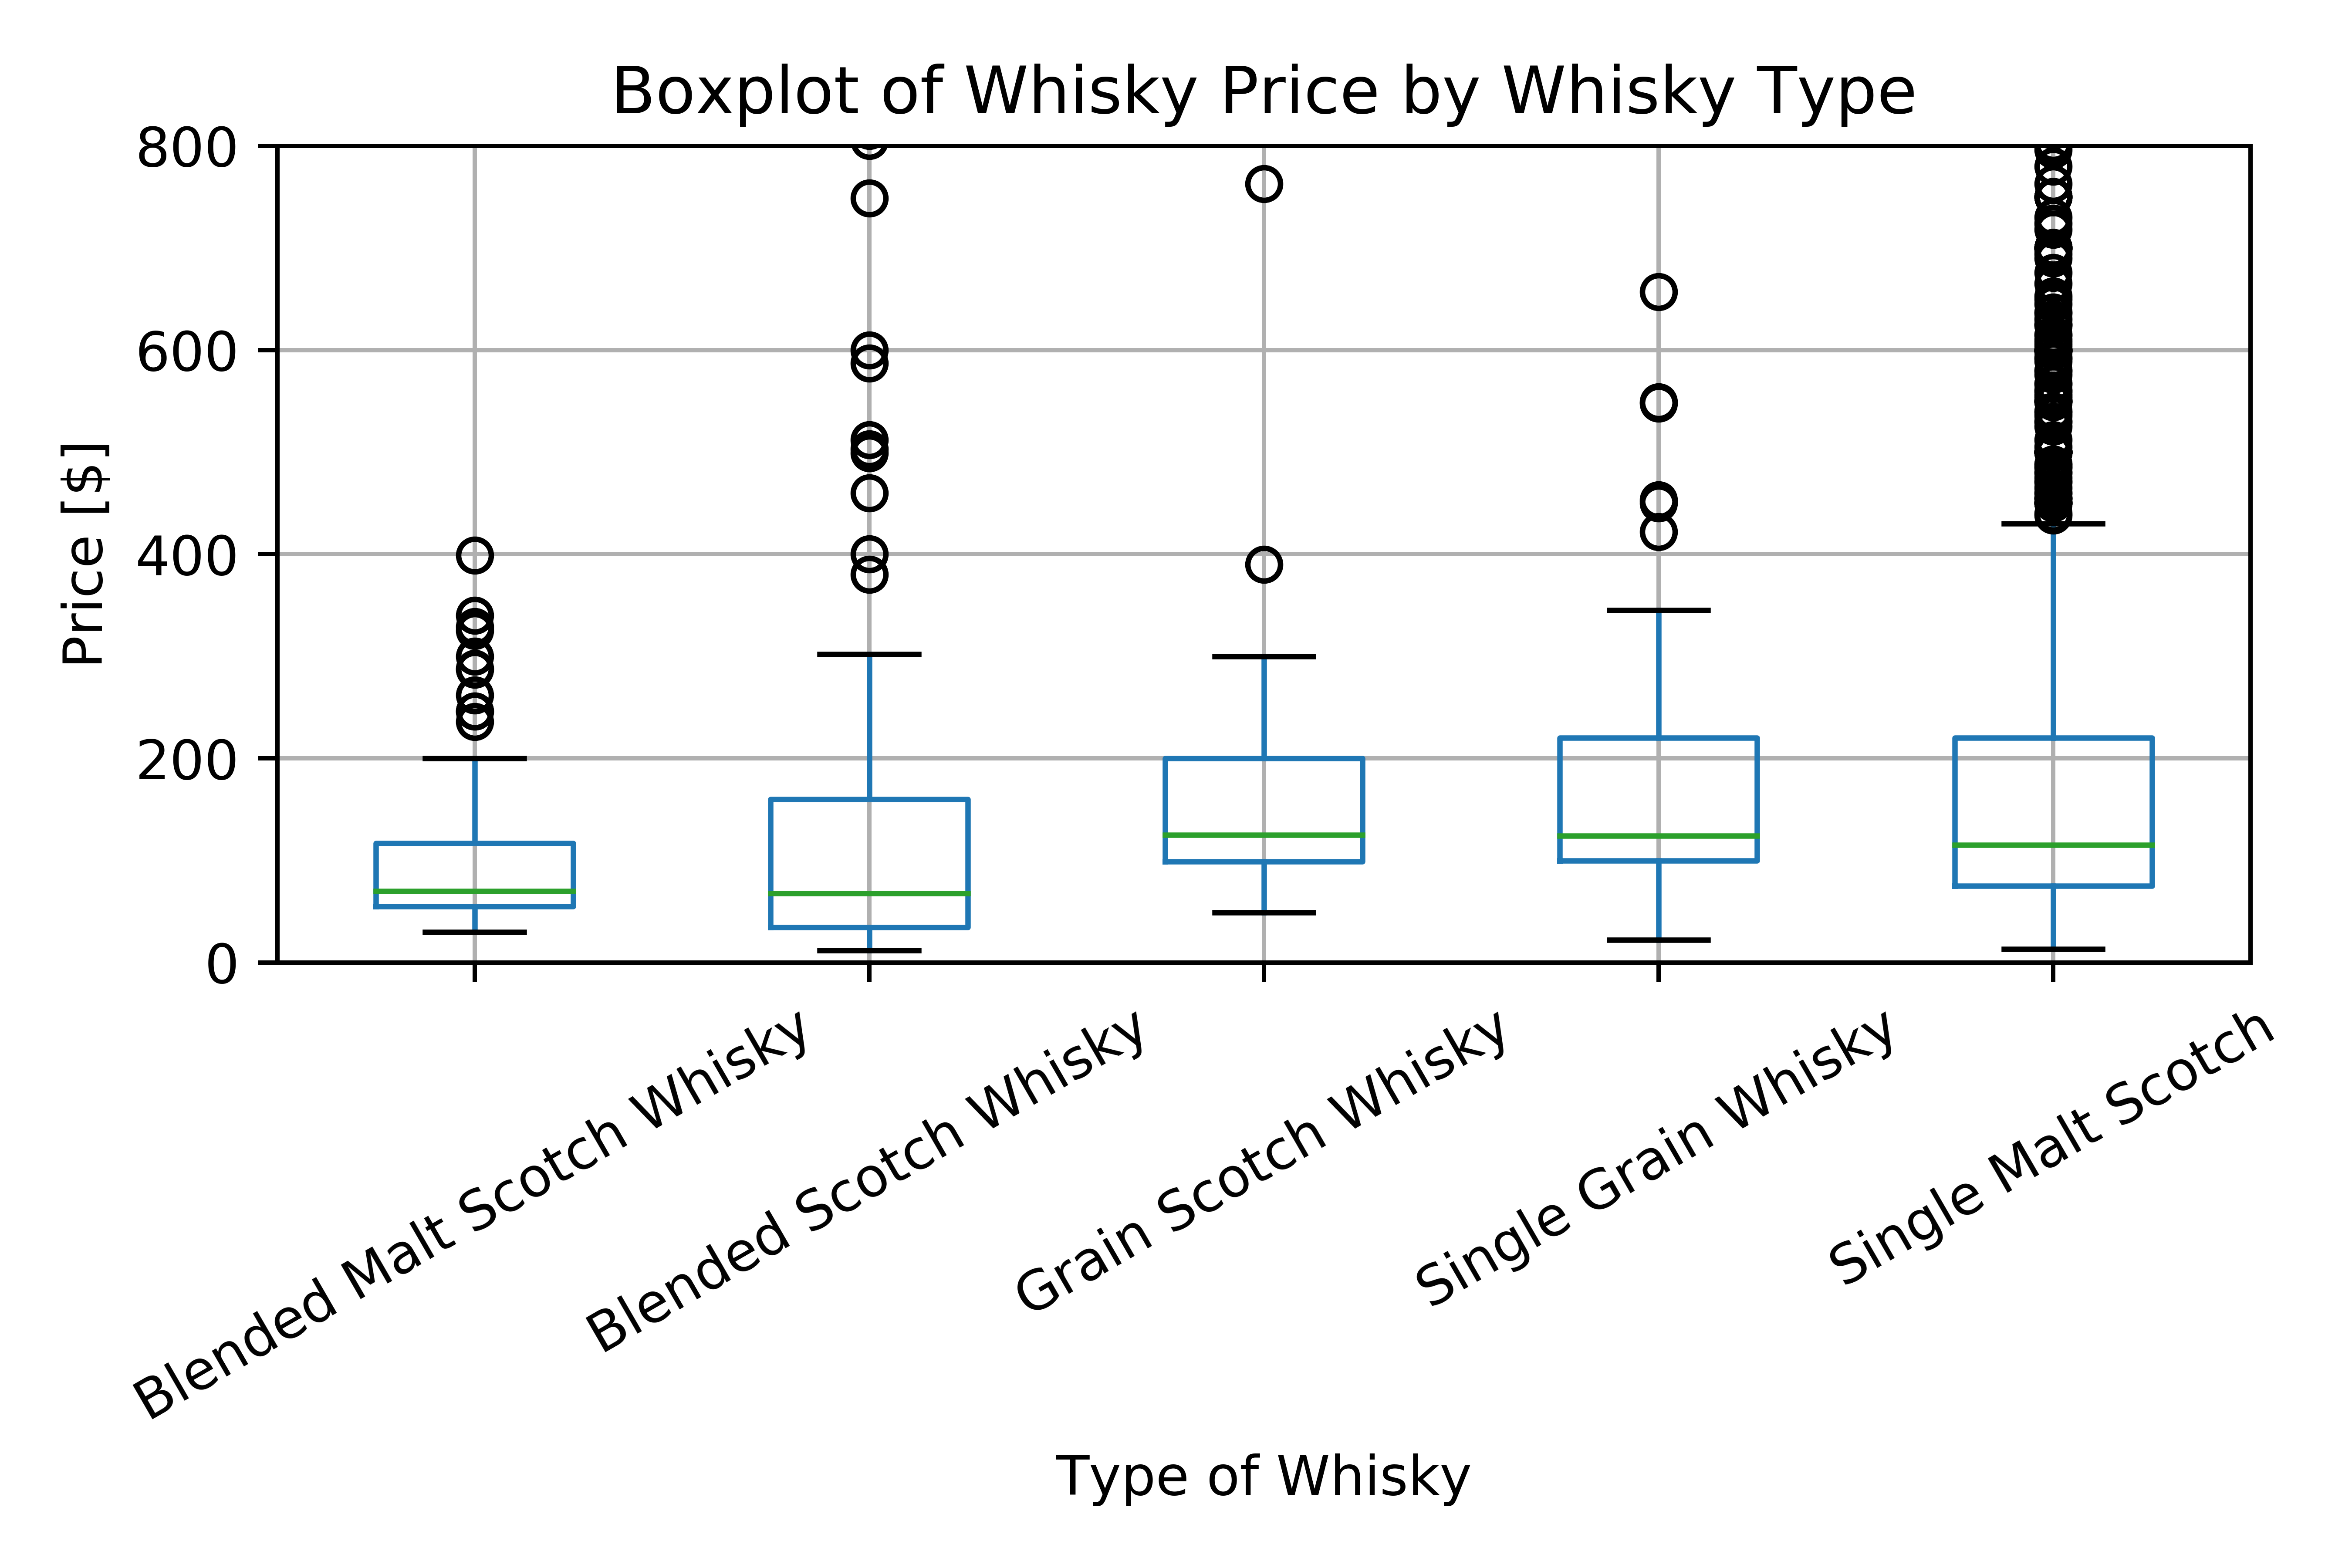 Boxplot of Whisky Price by Whisky Type
800
600
400
200
0
Price [$]
Blended Malt Scotch Whisky
Blended Scotch Whisky
Grain Scotch Whisky
Single Grain Whisky
Single Malt Scotch
Type of Whisky